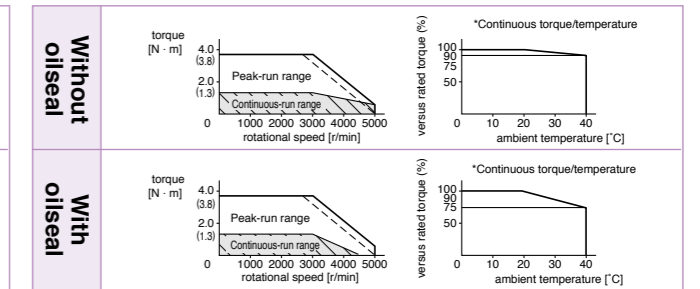 Without
oilseal
torque
[N · m]
4.0
(3.8)
2.0
(1.3)
Peak-run range
Continuous-run range
0 1000 2000 3000 4000 5000
rotational speed [r/min]
*Continuous torque/temperature
versus rated torque (%)
100
90
75
50
0 10 20 30 40
ambient temperature [˚C]
With
oilseal
torque
[N · m]
4.0
(3.8)
2.0
(1.3)
Peak-run range
Continuous-run range
0 1000 2000 3000 4000 5000
rotational speed [r/min]
*Continuous torque/temperature
versus rated torque (%)
100
90
75
50
0 10 20 30 40
ambient temperature [˚C]